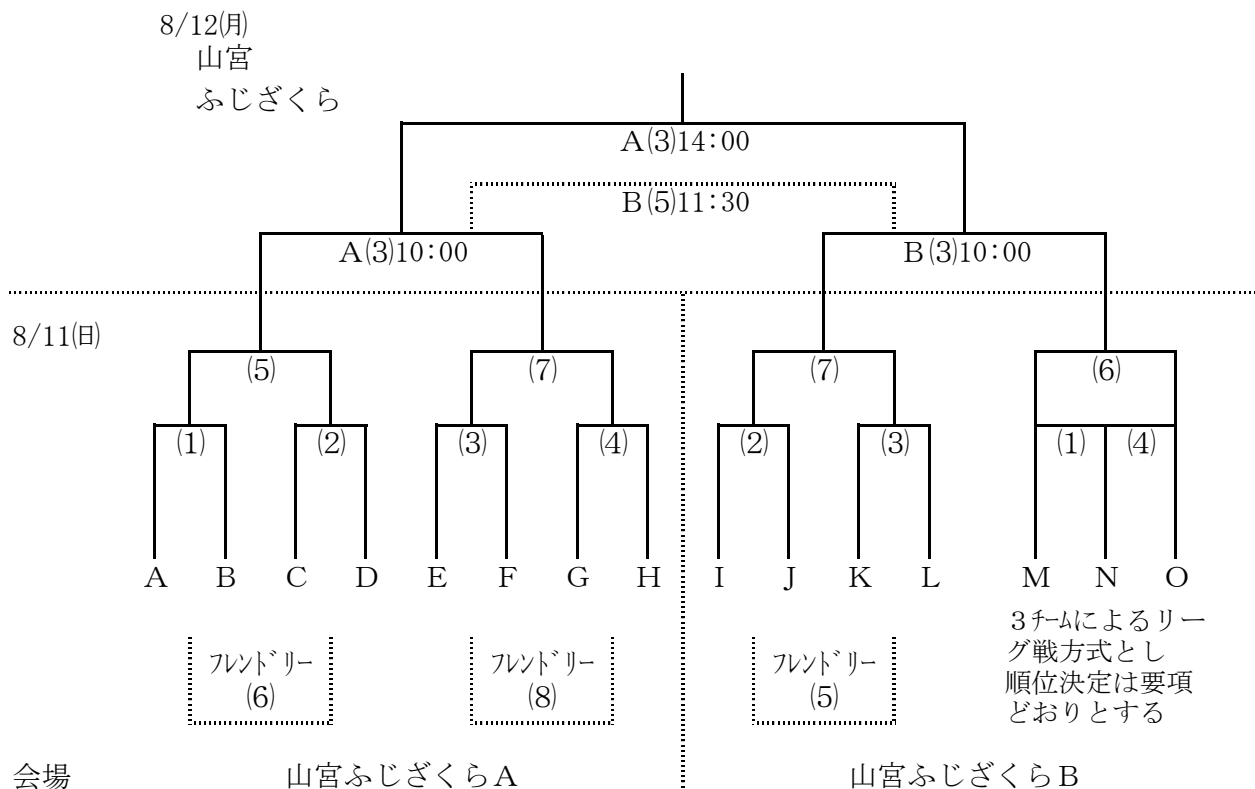 8/12(月)
山宮
ふじざくら
A(3)14:00
B(5)11:30
A(3)10:00 B(3)10:00
8/11(日)
(5) (7) (7) (6)
(1) (2) (3) (4) (2) (3) (1) (4)
A B C D E F G H I J K L M N O
3チームによるリー
グ戦方式とし
順位決定は要項
どおりとする
フレンドリー フレンドリー フレンドリー
(6) (8) (5)
会場 山宮ふじざくらA 山宮ふじざくらB